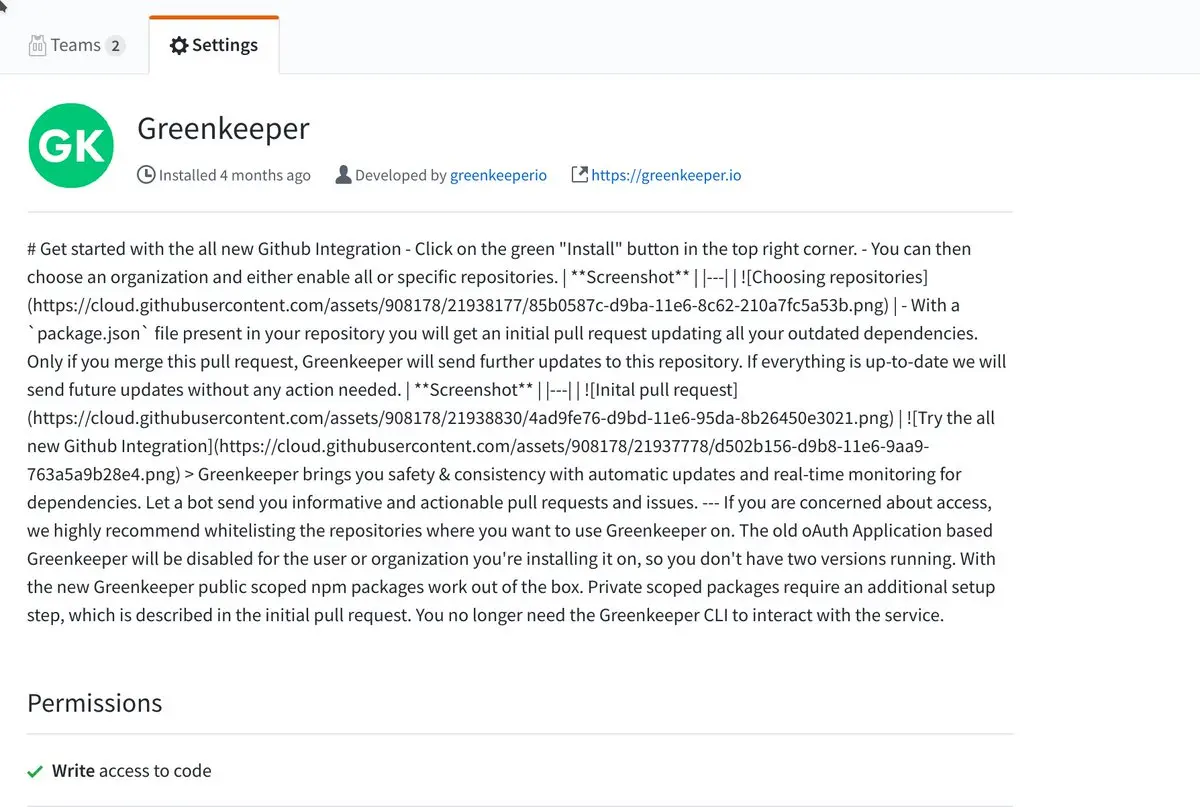 Teams 2
Settings
GK
Greenkeeper
Installed 4 months ago Developed by greenkeeperio https://greenkeeper.io
# Get started with the all new Github Integration - Click on the green "Install" button in the top right corner. - You can then
choose an organization and either enable all or specific repositories. | **Screenshot** | |---| | ![Choosing repositories]
(https://cloud.githubusercontent.com/assets/908178/21938177/85b0587c-d9ba-11e6-8c62-210a7fc5a53b.png) | - With a
`package.json` file present in your repository you will get an initial pull request updating all your outdated dependencies.
Only if you merge this pull request, Greenkeeper will send further updates to this repository. If everything is up-to-date we will
send future updates without any action needed. | **Screenshot** | |---| | ![Inital pull request]
(https://cloud.githubusercontent.com/assets/908178/21938830/4ad9fe76-d9bd-11e6-95da-8b26450e3021.png) | ![Try the all
new Github Integration](https://cloud.githubusercontent.com/assets/908178/21937778/d502b156-d9b8-11e6-9aa9-
763a5a9b28e4.png) > Greenkeeper brings you safety & consistency with automatic updates and real-time monitoring for
dependencies. Let a bot send you informative and actionable pull requests and issues. --- If you are concerned about access,
we highly recommend whitelisting the repositories where you want to use Greenkeeper on. The old oAuth Application based
Greenkeeper will be disabled for the user or organization you're installing it on, so you don't have two versions running. With
the new Greenkeeper public scoped npm packages work out of the box. Private scoped packages require an additional setup
step, which is described in the initial pull request. You no longer need the Greenkeeper CLI to interact with the service.
Permissions
Write access to code